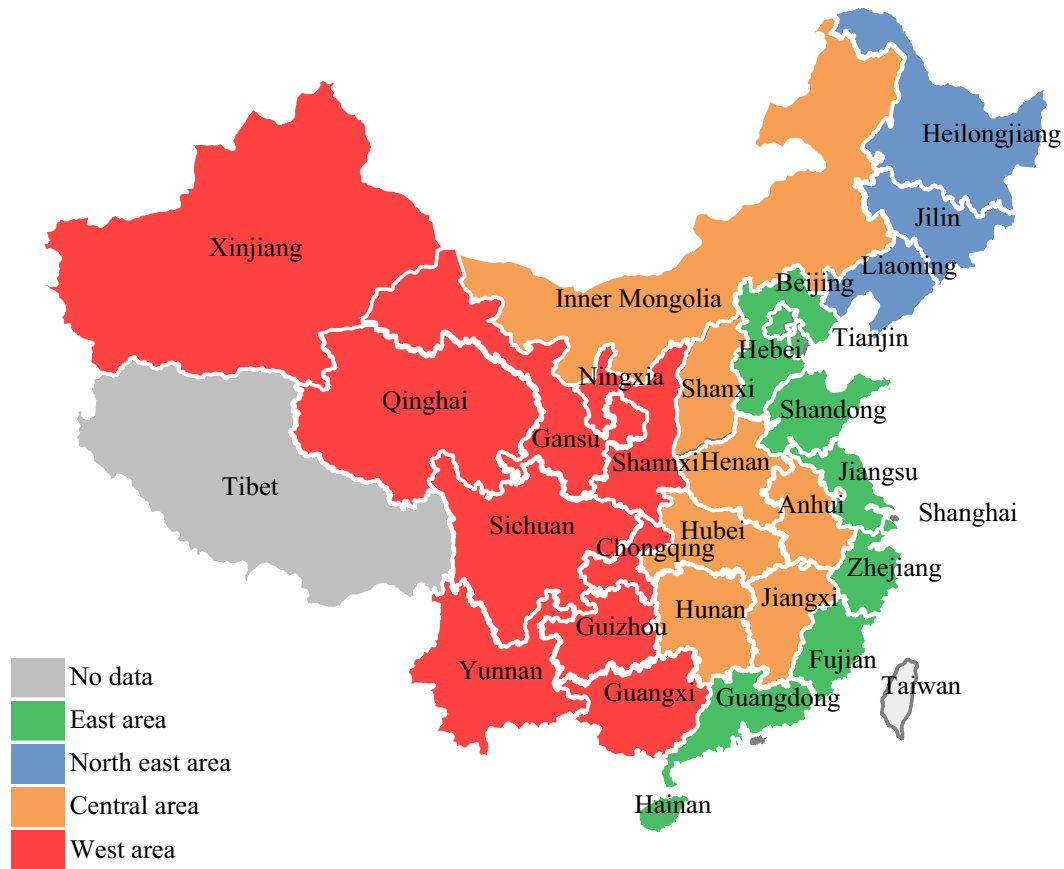 Heilongjiang
Jilin
Xinjiang
Liaoning
Beijing
Inner Mongolia
Tianjin
Hebei
Ningxia
Shanxi
Qinghai
Shandong
Gansu
Shannxi
Henan
Jiangsu
Tibet
Anhui
Shanghai
Sichuan
Hubei
Chongqing
Zhejiang
Jiangxi
Hunan
Guizhou
Fujian
Yunnan
Taiwan
Guangxi
Guangdong
Hainan
No data
East area
North east area
Central area
West area